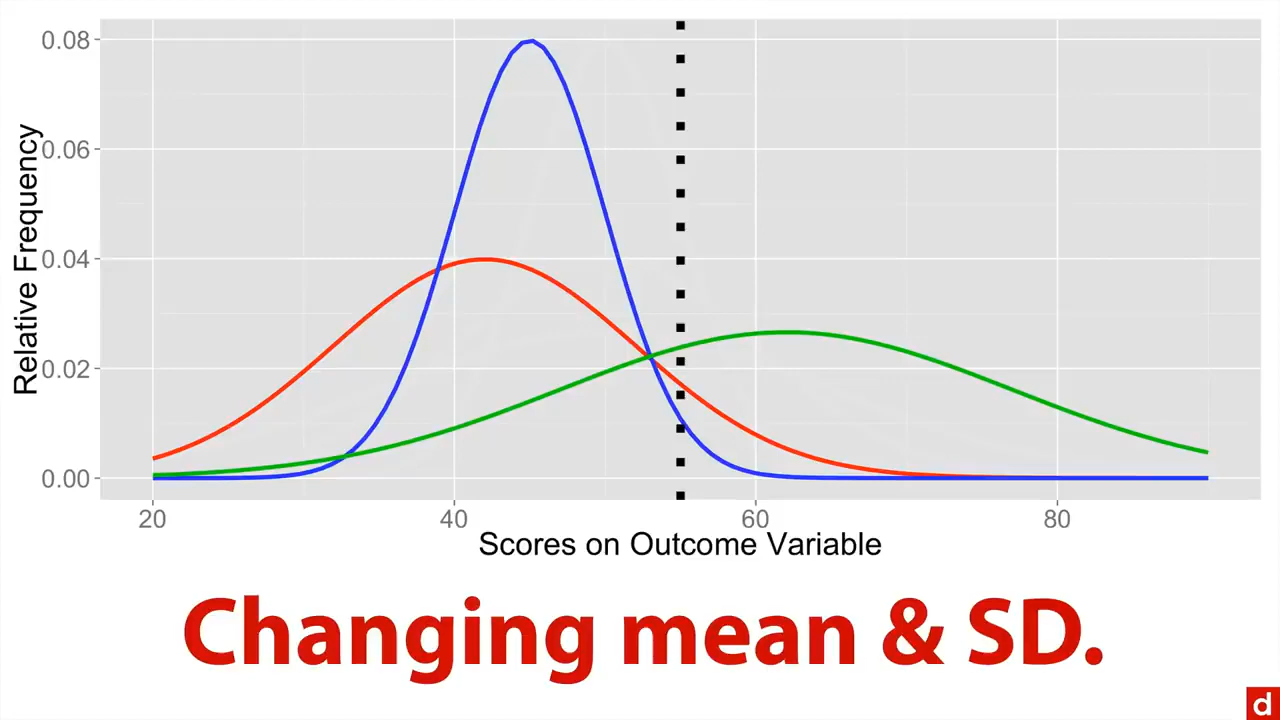 0.08
0.06
0.04
0.02
0.00
Relative Frequency
20 40 60 80
Scores on Outcome Variable
Changing mean & SD.
d